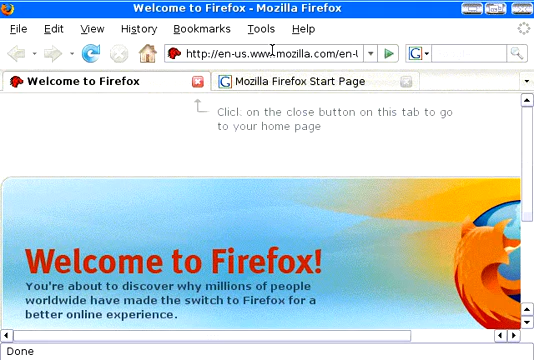 Welcome to Firefox - Mozilla Firefox
File Edit View History Bookmarks Tools Help
http://en-us.www.mozilla.com/en-U
G
Welcome to Firefox
G Mozilla Firefox Start Page
Click on the close button on this tab to go
to your home page
Welcome to Firefox!
You're about to discover why millions of people
worldwide have made the switch to Firefox for a
better online experience.
Done